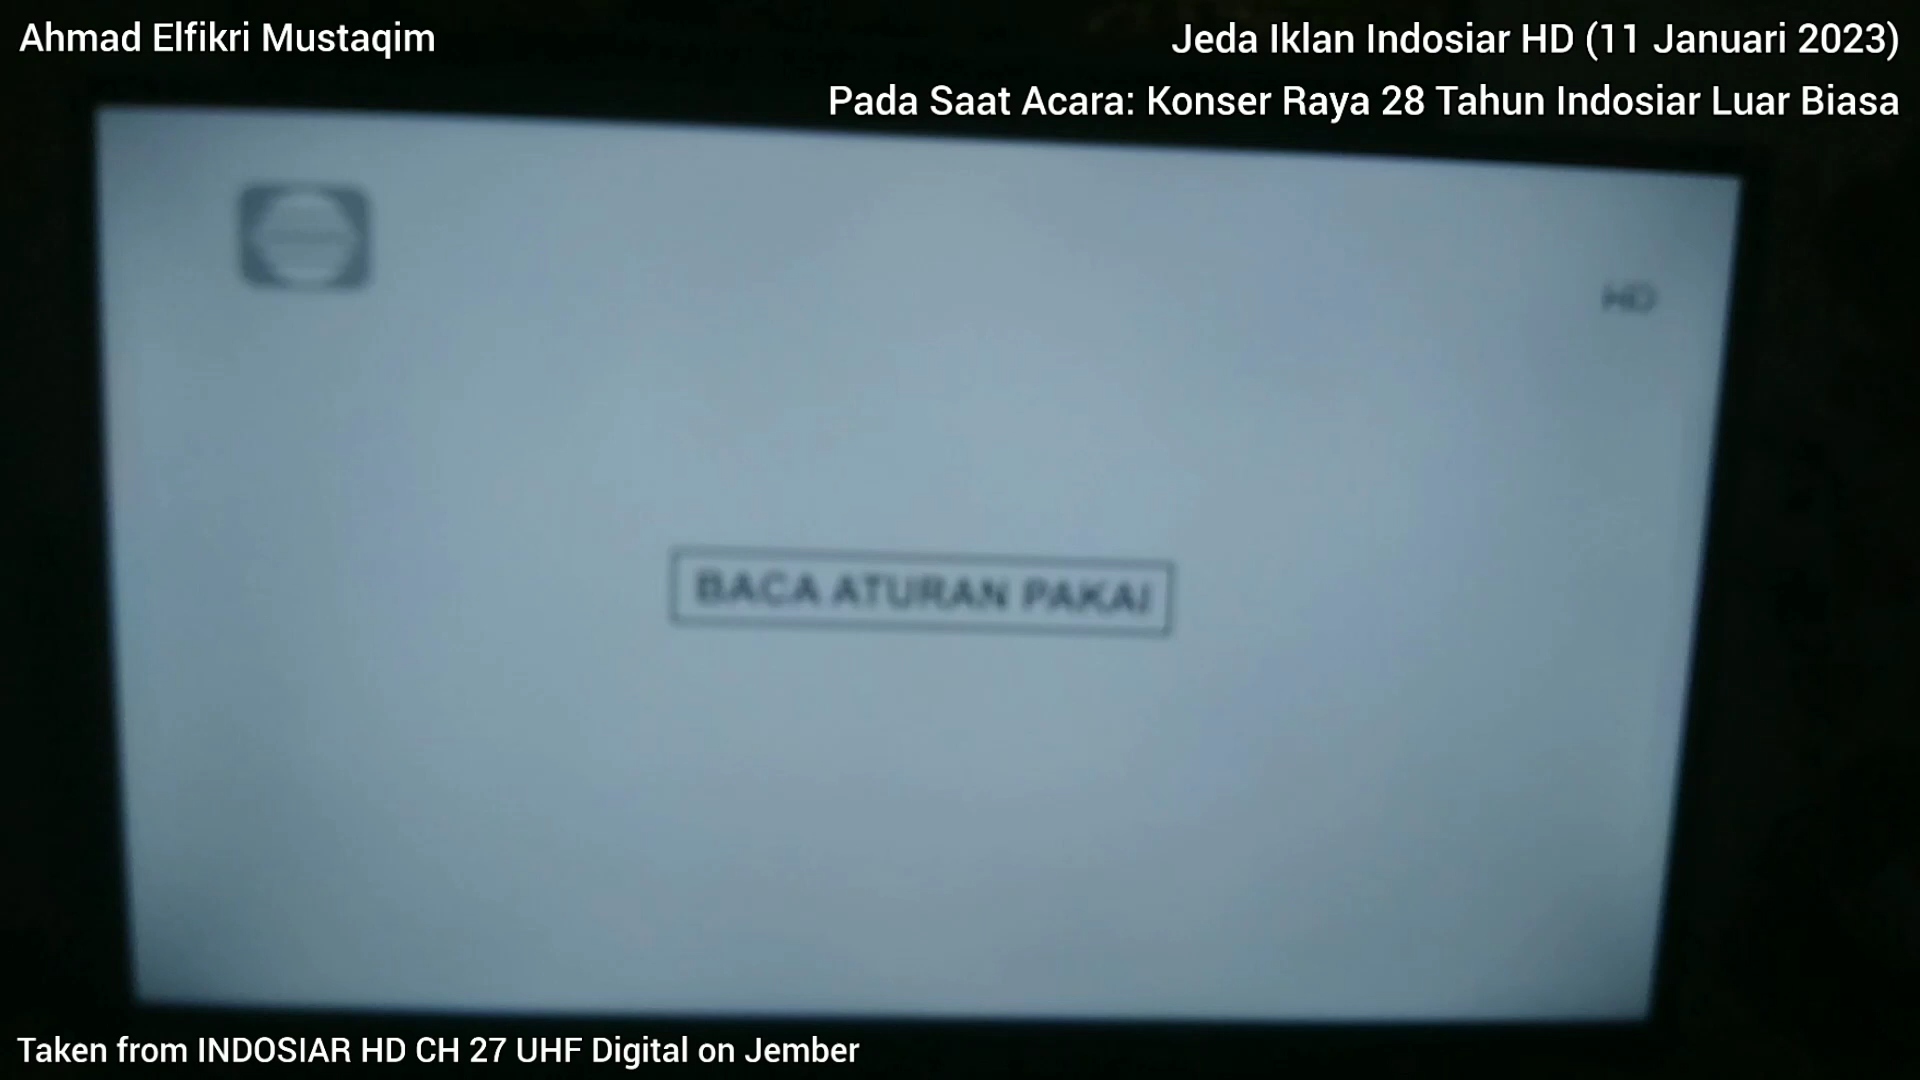 Ahmad Elfikri Mustaqim
Jeda Iklan Indosiar HD (11 Januari 2023)
Pada Saat Acara: Konser Raya 28 Tahun Indosiar Luar Biasa
HD
BACA ATURAN PAKAI
Taken from INDOSIAR HD CH 27 UHF Digital on Jember